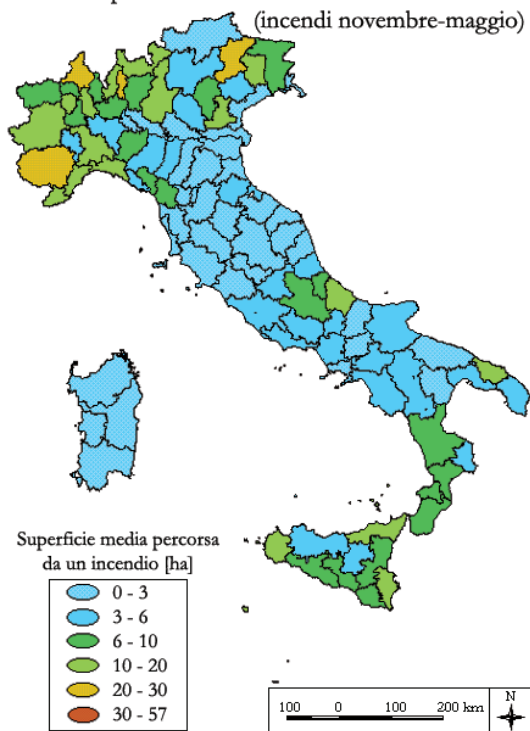 (incendi novembre-maggio)
Superficie media percorsa
da un incendio [ha]
0 - 3
3 - 6
6 - 10
10 - 20
20 - 30
30 - 57
100 0 100 200 km
N